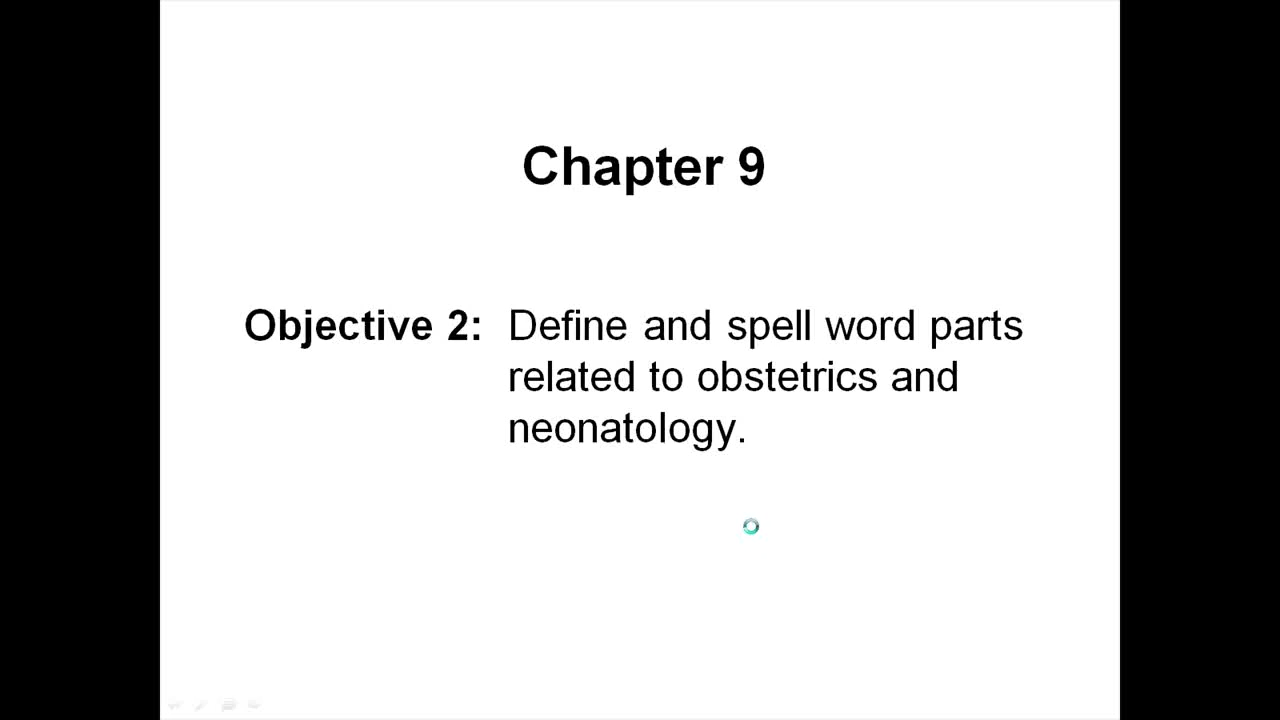 Chapter 9
Objective 2: Define and spell word parts
related to obstetrics and
neonatology.